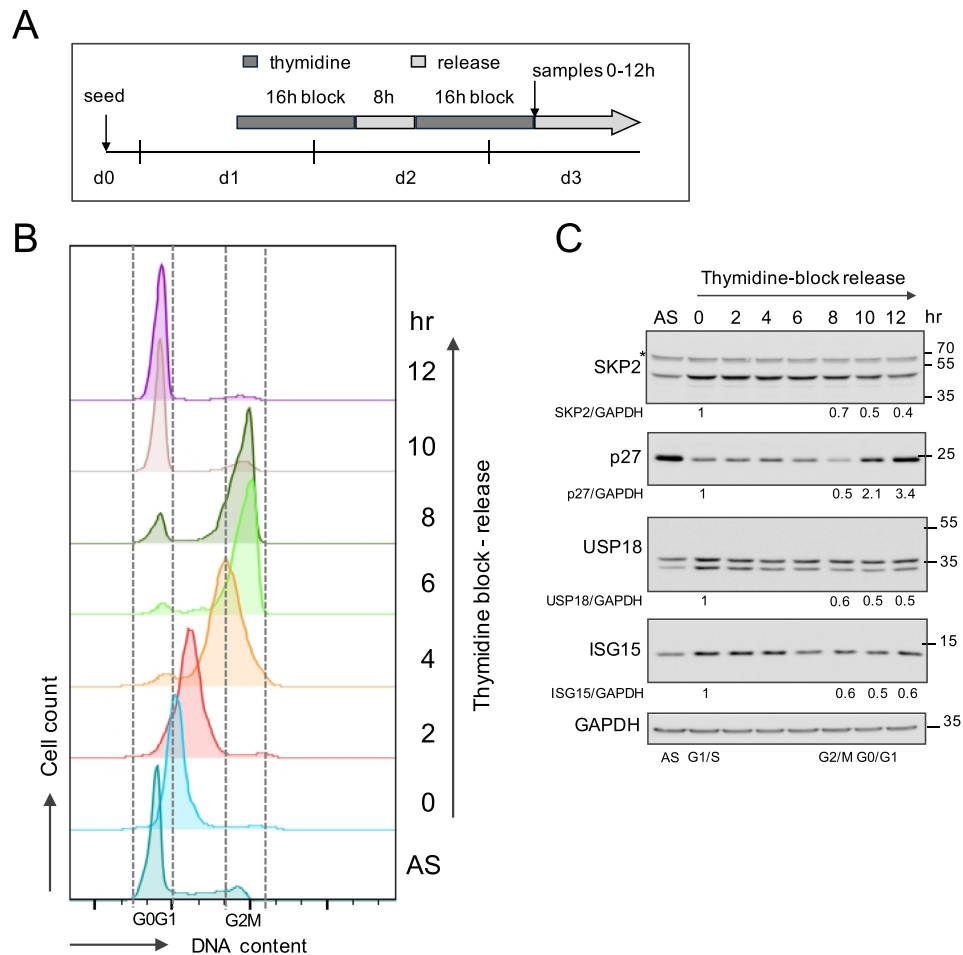 A
thymidine release
samples 0-12h
seed 16h block 8h 16h block
d0 d1 d2 d3
B
hr
12
10
8
6
4
2
0
AS
Thymidine block - release
Cell count
G0G1 G2M
DNA content
C
Thymidine-block release
AS 0 2 4 6 8 10 12 hr
* 70
SKP2 55
35
SKP2/GAPDH 1 0.7 0.5 0.4
p27 25
p27/GAPDH 1 0.5 2.1 3.4
55
USP18 35
USP18/GAPDH 1 0.6 0.5 0.5
ISG15 15
ISG15/GAPDH 1 0.6 0.5 0.6
GAPDH 35
AS G1/S G2/M G0/G1